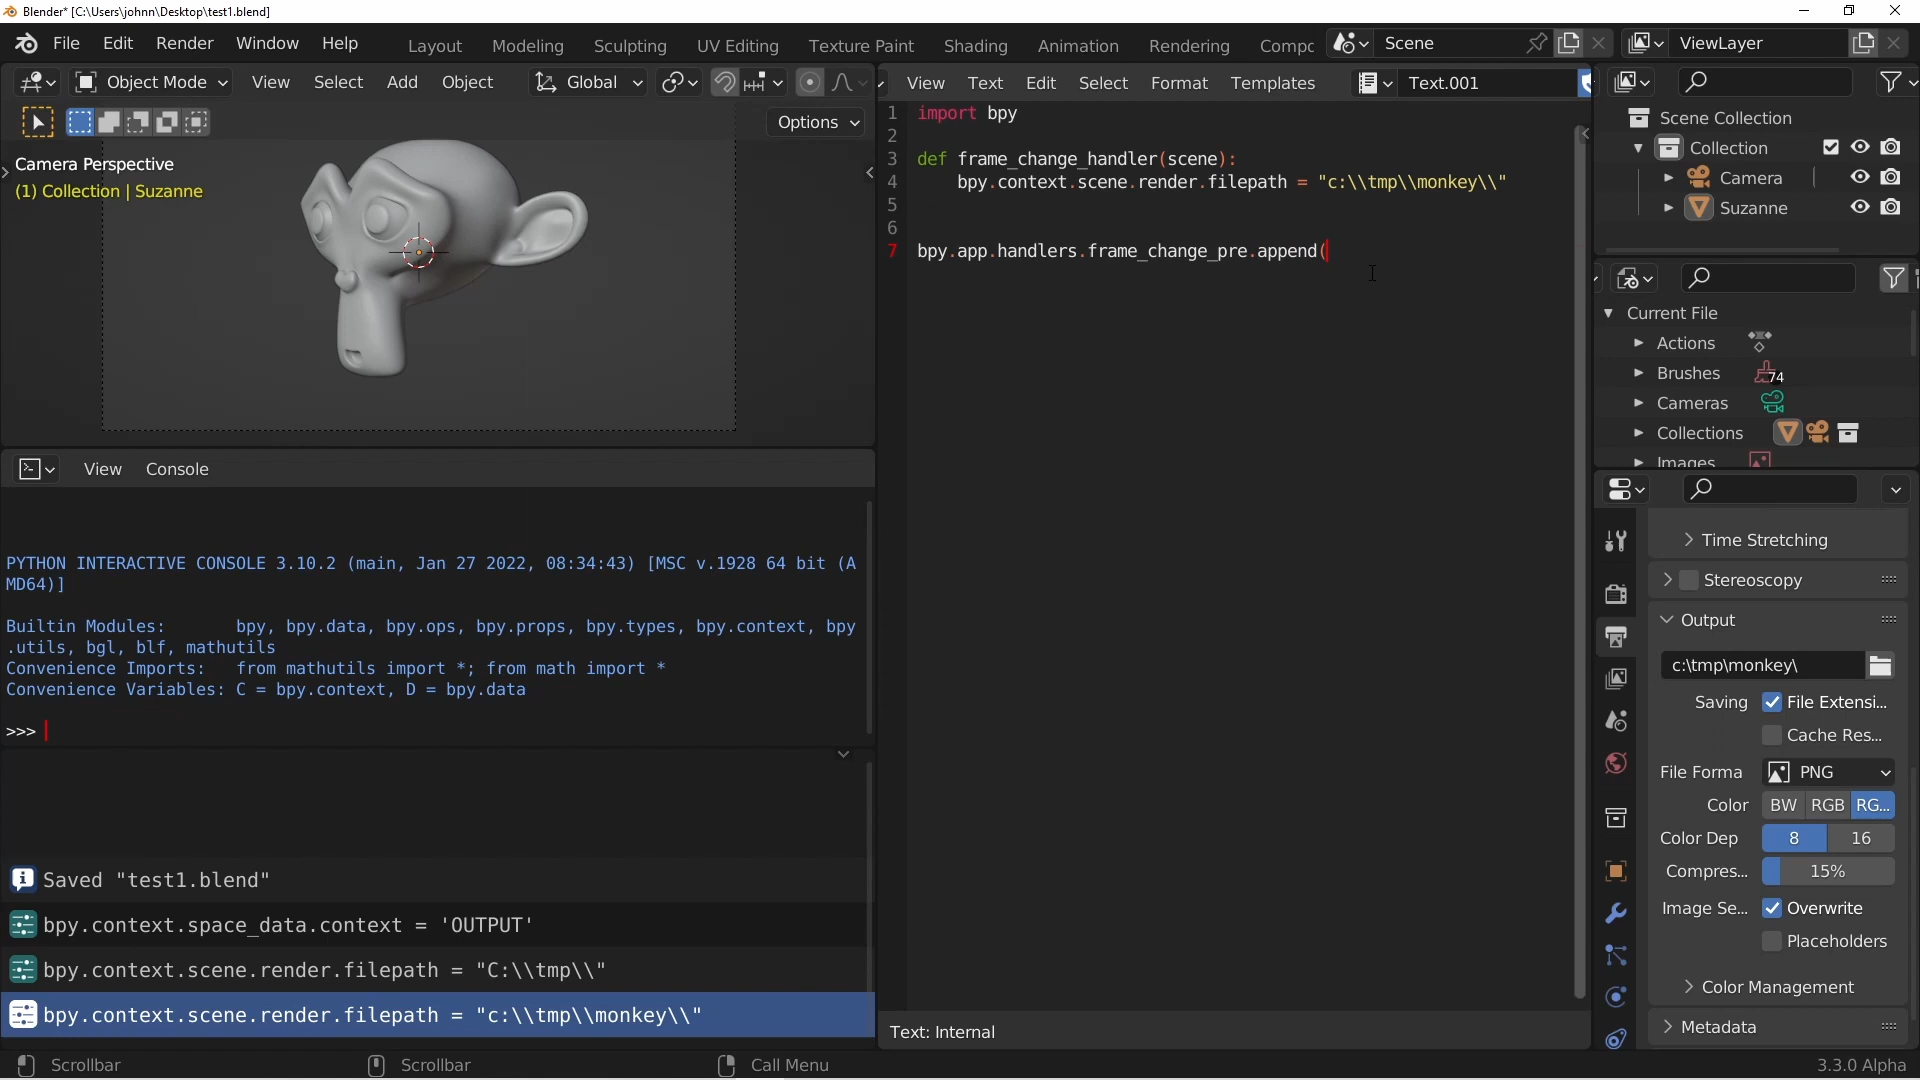 Blender* [C:\Users\johnn\Desktop\test1.blend]
File Edit Render Window Help
Layout Modeling Sculpting UV Editing Texture Paint Shading Animation Rendering Compc
Scene
ViewLayer
Object Mode View Select Add Object Global
Options
Camera Perspective
(1) Collection | Suzanne
View Text Edit Select Format Templates Text.001
1 import bpy
2
3 def frame_change_handler(scene):
4 bpy.context.scene.render.filepath = "c:\\tmp\\monkey\\"
5
6
7 bpy.app.handlers.frame_change_pre.append(
Text: Internal
View Console
PYTHON INTERACTIVE CONSOLE 3.10.2 (main, Jan 27 2022, 08:34:43) [MSC v.1928 64 bit (A
MD64)]
Builtin Modules: bpy, bpy.data, bpy.ops, bpy.props, bpy.types, bpy.context, bpy
.utils, bgl, blf, mathutils
Convenience Imports: from mathutils import *; from math import *
Convenience Variables: C = bpy.context, D = bpy.data
>>>
Saved "test1.blend"
bpy.context.space_data.context = 'OUTPUT'
bpy.context.scene.render.filepath = "C:\\tmp\\"
bpy.context.scene.render.filepath = "c:\\tmp\\monkey\\"
Scene Collection
Collection
Camera
Suzanne
Current File
Actions
Brushes 74
Cameras
Collections
Images
Time Stretching
Stereoscopy
Output
c:\tmp\monkey\
Saving File Extensi...
Cache Res...
File Forma PNG
Color BW RGB RG...
Color Dep 8 16
Compres... 15%
Image Se... Overwrite
Placeholders
Color Management
Metadata
Scrollbar Scrollbar Call Menu 3.3.0 Alpha